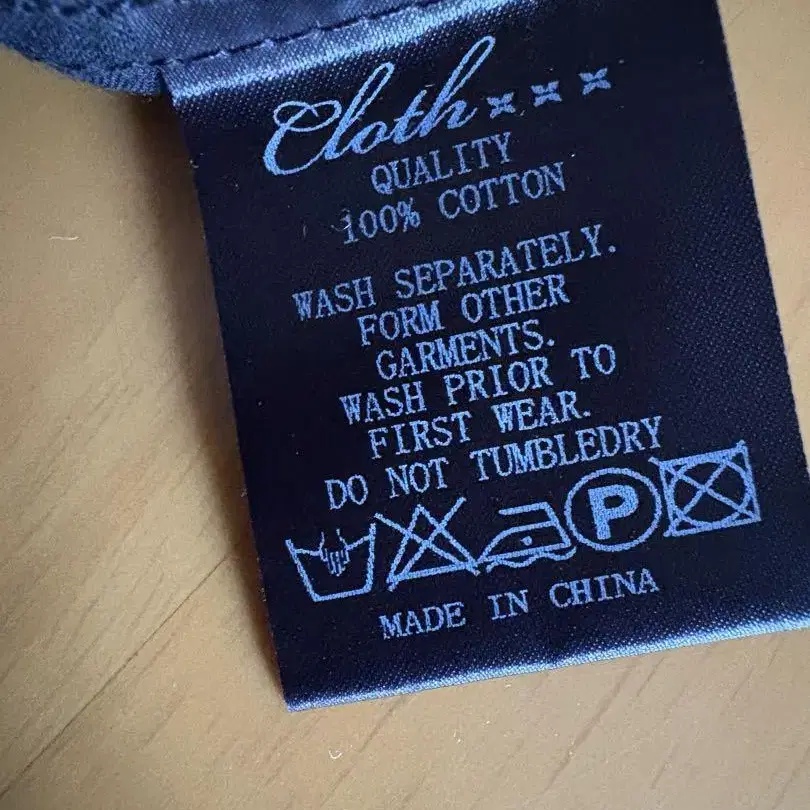 Cloth
QUALITY
100% COTTON
WASH SEPARATELY.
FORM OTHER
GARMENTS.
WASH PRIOR TO
FIRST WEAR.
DO NOT TUMBLEDRY
P
MADE IN CHINA